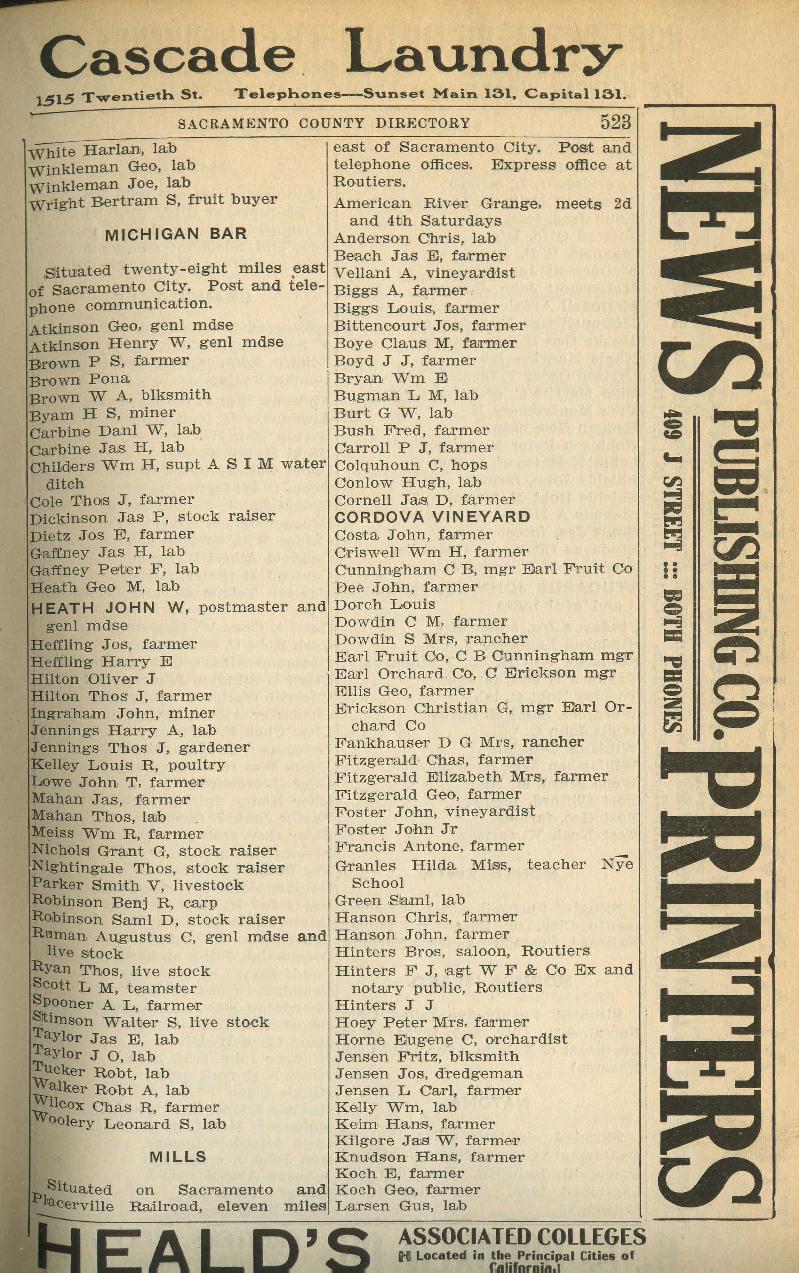 Cascade Laundry
1515 Twentieth St. Telephones—Sunset Main 131, Capital 131.
SACRAMENTO COUNTY DIRECTORY 523
White Harlan, lab
Winkleman Geo, lab
Winkleman Joe, lab
Wright Bertram S, fruit buyer
MICHIGAN BAR
Situated twenty-eight miles east
of Sacramento City. Post and tele-
phone communication.
Atkinson Geo, genl mdse
Atkinson Henry W, genl mdse
Brown P S, farmer
Brown Pona
Brown W A, blksmith
Byam H S, miner
Carbine Danl W, lab
Carbine Jas H, lab
Childers Wm H, supt A S I M water
ditch
Cole Thos J, farmer
Dickinson Jas P, stock raiser
Dietz Jos E, farmer
Gaffney Jas H, lab
Gaffney Peter F, lab
Heath Geo M, lab
HEATH JOHN W, postmaster and
genl mdse
Heffling Jos, farmer
Heffling Harry E
Hilton Oliver J
Hilton Thos J, farmer
Ingraham John, miner
Jennings Harry A, lab
Jennings Thos J, gardener
Kelley Louis R, poultry
Lowe John T, farmer
Mahan Jas, farmer
Mahan Thos, lab
Meiss Wm R, farmer
Nichols Grant G, stock raiser
Nightingale Thos, stock raiser
Parker Smith V, livestock
Robinson Benj R, carp
Robinson Saml D, stock raiser
Ruman Augustus C, genl mdse and
live stock
Ryan Thos, live stock
Scott L M, teamster
Spooner A L, farmer
Stimson Walter S, live stock
Taylor Jas E, lab
Taylor J O, lab
Tucker Robt, lab
Walker Robt A, lab
Wilcox Chas R, farmer
Woolery Leonard S, lab
MILLS
Situated on Sacramento and
Placerville Railroad, eleven miles
east of Sacramento City. Post and
telephone offices. Express office at
Routiers.
American River Grange, meets 2d
and 4th Saturdays
Anderson Chris, lab
Beach Jas E, farmer
Vellani A, vineyardist
Biggs A, farmer
Biggs Louis, farmer
Bittencourt Jos, farmer
Boye Claus M, farmer
Boyd J J, farmer
Bryan Wm E
Bugman L M, lab
Burt G W, lab
Bush Fred, farmer
Carroll P J, farmer
Colquhoun C, hops
Conlow Hugh, lab
Cornell Jas D, farmer
CORDOVA VINEYARD
Costa John, farmer
Criswell Wm H, farmer
Cunningham C B, mgr Earl Fruit Co
Dee John, farmer
Dorch Louis
Dowdin C M, farmer
Dowdin S Mrs, rancher
Earl Fruit Co, C B Cunningham mgr
Earl Orchard Co, C Erickson mgr
Ellis Geo, farmer
Erickson Christian G, mgr Earl Or-
chard Co
Fankhauser D G Mrs, rancher
Fitzgerald Chas, farmer
Fitzgerald Elizabeth Mrs, farmer
Fitzgerald Geo, farmer
Foster John, vineyardist
Foster John Jr
Francis Antone, farmer
Granles Hilda Miss, teacher Nye
School
Green Saml, lab
Hanson Chris, farmer
Hanson John, farmer
Hinters Bros, saloon, Routiers
Hinters F J, agt W F & Co Ex and
notary public, Routiers
Hinters J J
Hoey Peter Mrs, farmer
Horne Eugene C, orchardist
Jensen Fritz, blksmith
Jensen Jos, dredgeman
Jensen L Carl, farmer
Kelly Wm, lab
Keim Hans, farmer
Kilgore Jas W, farmer
Knudson Hans, farmer
Koch E, farmer
Koch Geo, farmer
Larsen Gus, lab
NEWS PUBLISHING CO. PRINTERS
409 J STREET ::: BOTH PHONES
HEALD'S
ASSOCIATED COLLEGES
Located in the Principal Cities of
California.